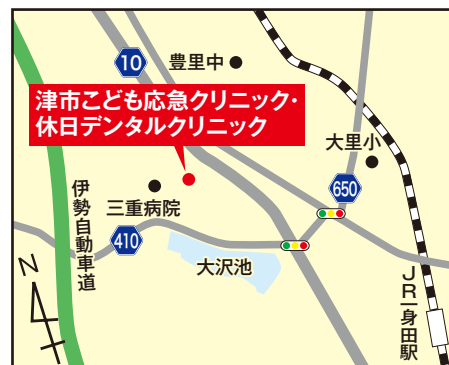 10
豊里中
津市こども応急クリニック・
休日デンタルクリニック
大里小
伊勢自動車道
三重病院
650
410
大沢池
N
JR一身田駅